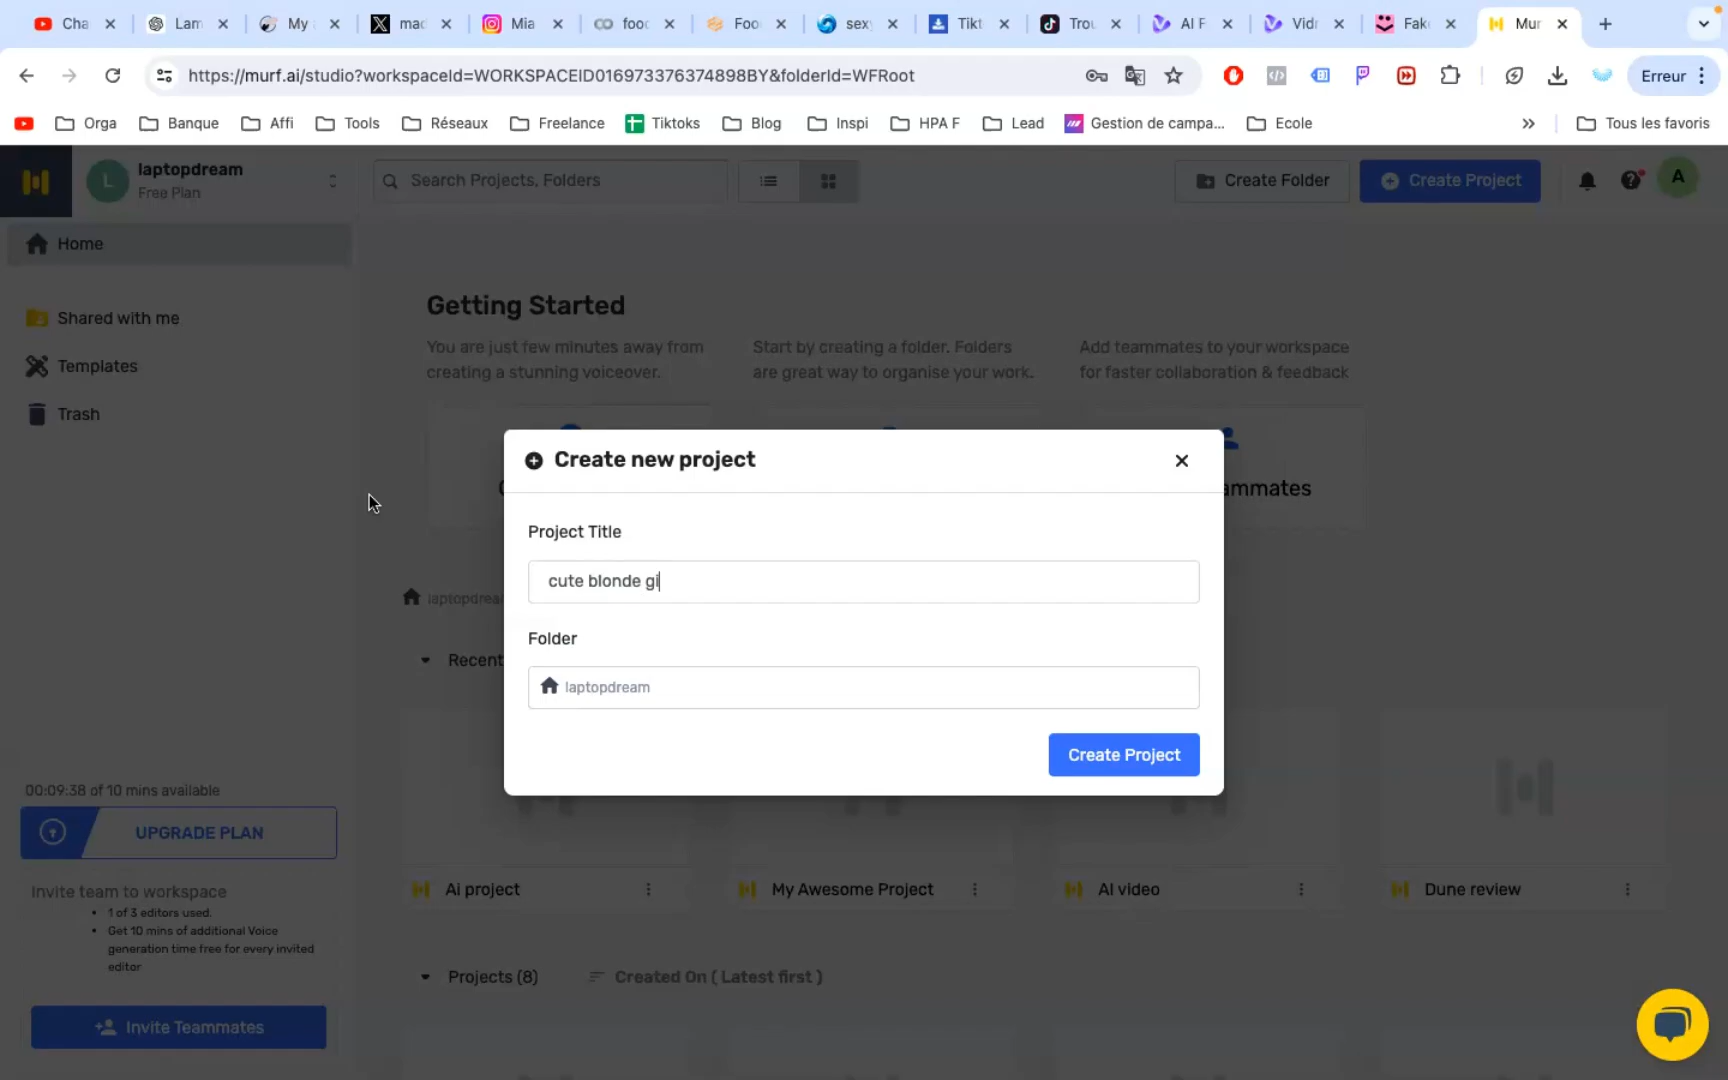 Cha
Lam
My
mac
Mia
Foo
sexy
Tikt
Trou
AI F
Vidr
Fak
Mur
https://murf.ai/studio?workspaceId=WORKSPACEID016973376374898BY&folderId=WFRoot
Erreur
Orga
Banque
Affi
Tools
Réseaux
Freelance
Tiktoks
Blog
Inspi
HPA F
Lead
Gestion de campa...
Ecole
Tous les favoris
L
laptopdream
Free Plan
Search Projects, Folders
Create Folder
Create Project
A
Home
Shared with me
Templates
Trash
Getting Started
You are just few minutes away from
creating a stunning voiceover.
Start by creating a folder. Folders
are great way to organise your work.
Add teammates to your workspace
for faster collaboration & feedback
ammates
Create new project
Project Title
cute blonde gi
Folder
laptopdream
Create Project
laptopdrea
Recent
00:09:38 of 10 mins available
UPGRADE PLAN
Invite team to workspace
1 of 3 editors used.
Get 10 mins of additional Voice
generation time free for every invited
editor
Invite Teammates
Ai project
My Awesome Project
AI video
Dune review
Projects (8)
Created On ( Latest first )